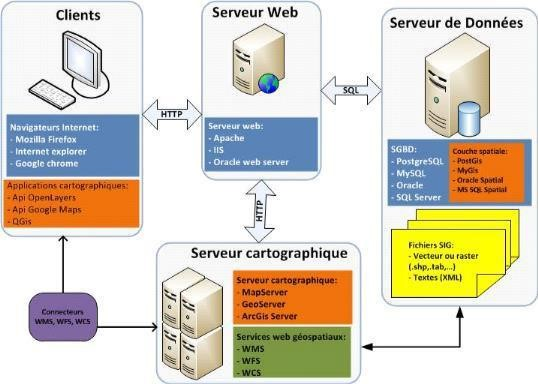 Clients
Navigateurs Internet:
- Mozilla Firefox
- Internet explorer
- Google chrome
Applications cartographiques:
- Api OpenLayers
- Api Google Maps
- QGis
HTTP
Serveur Web
Serveur web:
- Apache
- IIS
- Oracle web server
SQL
Serveur de Données
SGBD:
- PostgreSQL
- MySQL
- Oracle
- SQL Server
Couche spatiale:
- PostGis
- MyGis
- Oracle Spatial
- MS SQL Spatial
Fichiers SIG:
- Vecteur ou raster
(.shp,.tab,...)
- Textes (XML)
HTTP
Serveur cartographique
Serveur cartographique:
- MapServer
- GeoServer
- ArcGis Server
Services web géospatiaux:
- WMS
- WFS
- WCS
Connecteurs
WMS, WFS, WCS